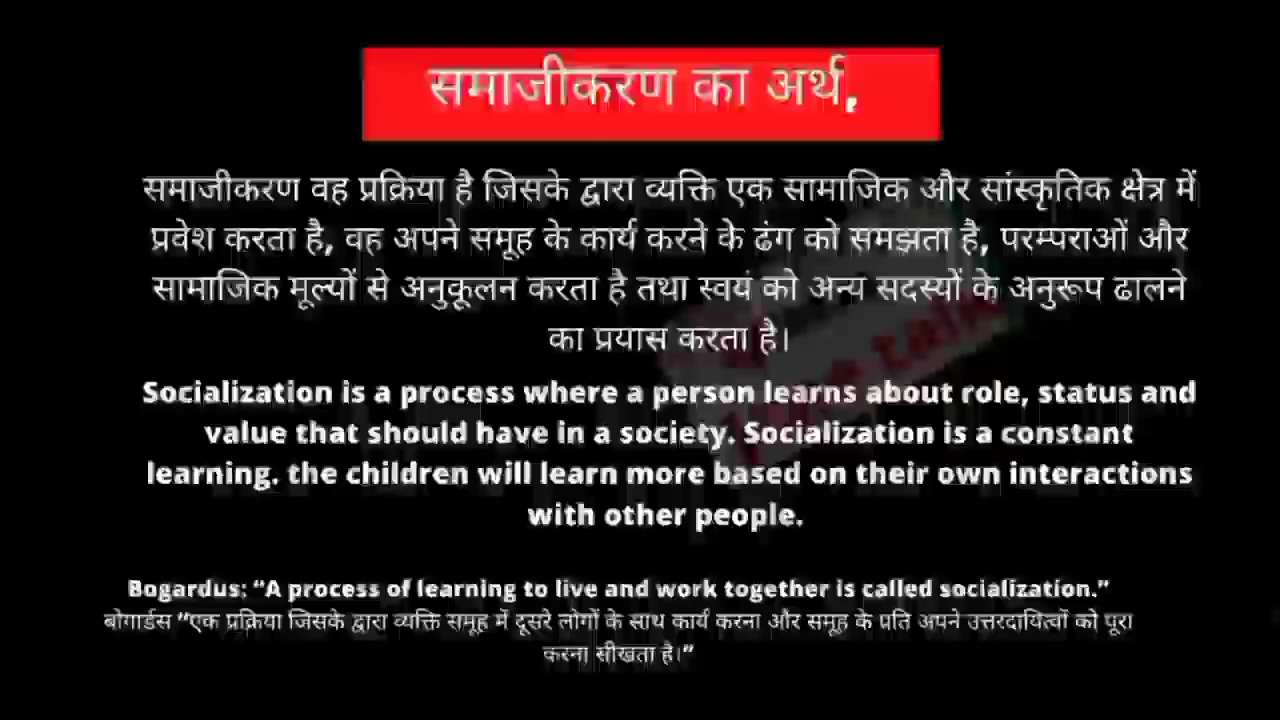 समाजीकरण का अर्थ,
समाजीकरण वह प्रक्रिया है जिसके द्वारा व्यक्ति एक सामाजिक और सांस्कृतिक क्षेत्र में
प्रवेश करता है, वह अपने समूह के कार्य करने के ढंग को समझता है, परम्पराओं और
सामाजिक मूल्यों से अनुकूलन करता है तथा स्वयं को अन्य सदस्यों के अनुरूप ढालने
का प्रयास करता है।
Socialization is a process where a person learns about role, status and
value that should have in a society. Socialization is a constant
learning. the children will learn more based on their own interactions
with other people.
Bogardus: “A process of learning to live and work together is called socialization.”
बोगार्डस “एक प्रक्रिया जिसके द्वारा व्यक्ति समूह में दूसरे लोगों के साथ कार्य करना और समूह के प्रति अपने उत्तरदायित्वों को पूरा
करना सीखता है।”